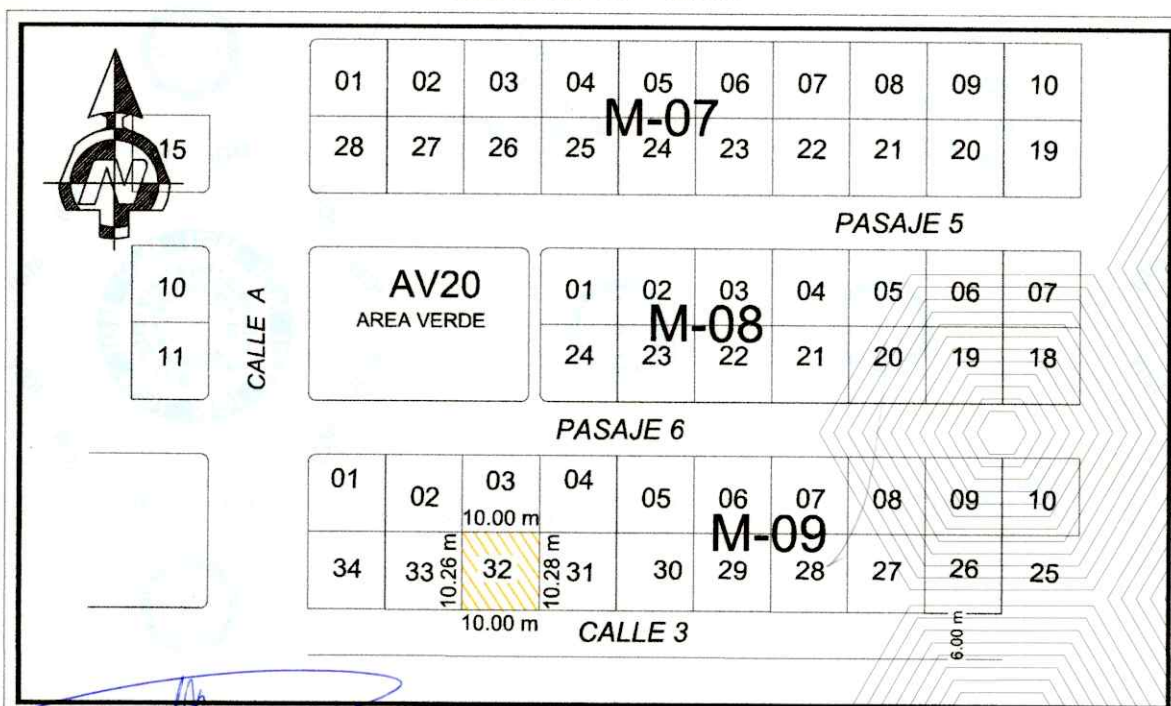 01 02 03 04 05 06 07 08 09 10
M-07
15
28 27 26 25 24 23 22 21 20 19
PASAJE 5
10
11
CALLE A
AV20
AREA VERDE
01 02 03 04 05 06 07
M-08
24 23 22 21 20 19 18
PASAJE 6
01 02 03 04 05 06 07 08 09 10
M-09
10.00 m
34 33 10.26 m 32 10.28 m 31 30 29 28 27 26 25
10.00 m
CALLE 3
6.00 m